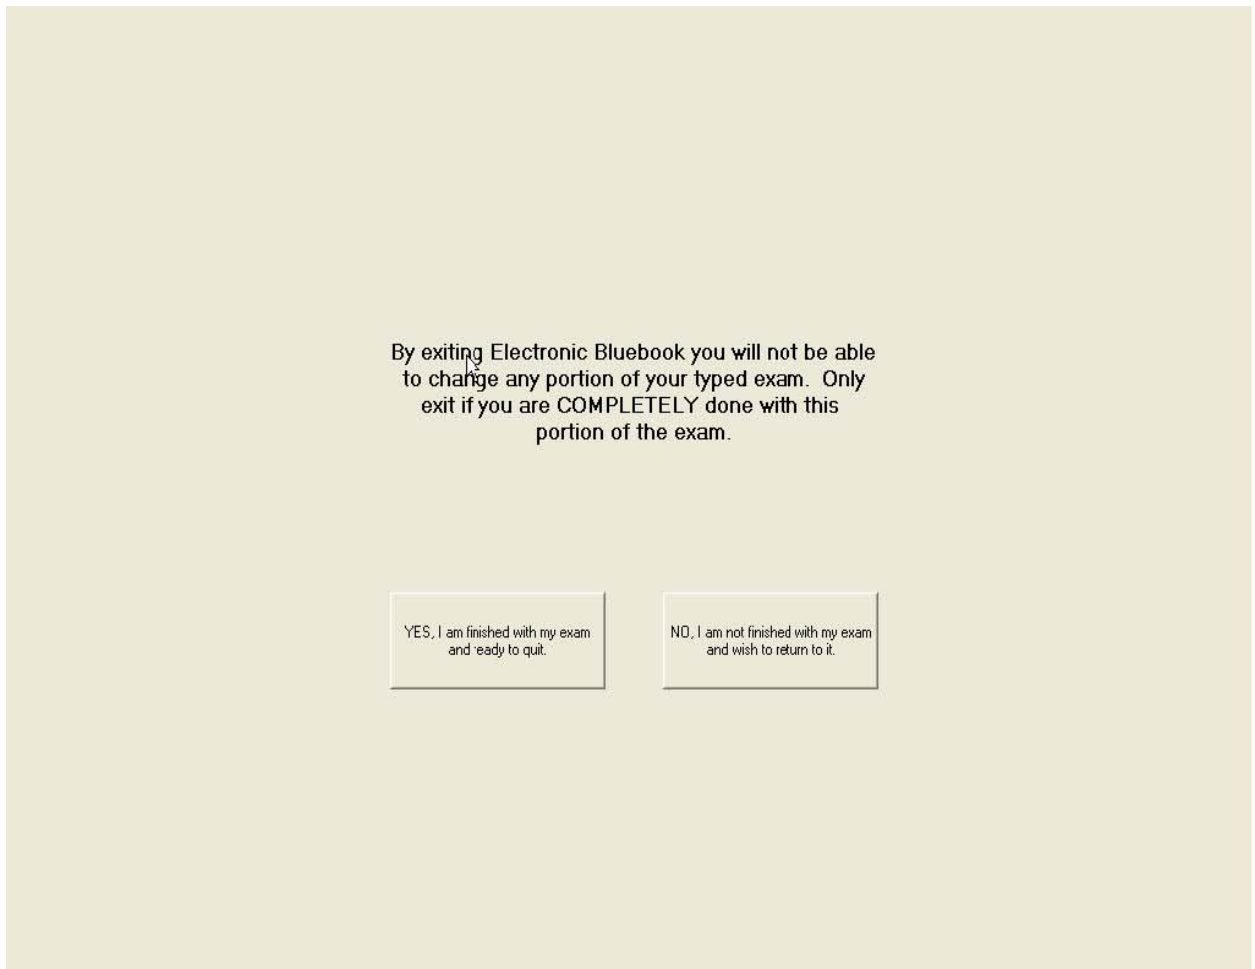 By exiting Electronic Bluebook you will not be able
to change any portion of your typed exam.  Only
exit if you are COMPLETELY done with this
portion of the exam.
YES, I am finished with my exam
and ready to quit.
NO, I am not finished with my exam
and wish to return to it.